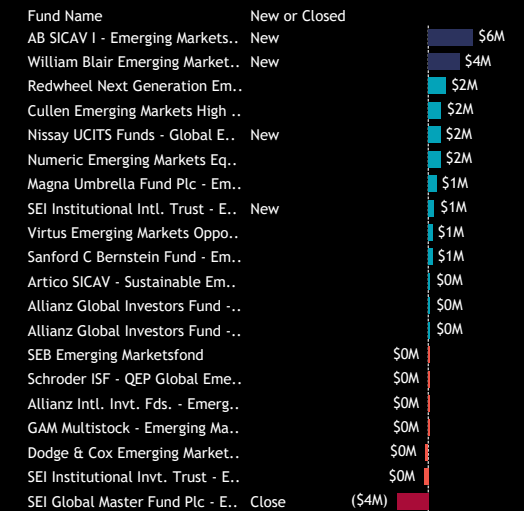 Fund Name New or Closed
AB SICAV I - Emerging Markets.. New $6M
William Blair Emerging Market.. New $4M
Redwheel Next Generation Em.. $2M
Cullen Emerging Markets High .. $2M
Nissay UCITS Funds - Global E.. New $2M
Numeric Emerging Markets Eq.. $2M
Magna Umbrella Fund Plc - Em.. $1M
SEI Institutional Intl. Trust - E.. New $1M
Virtus Emerging Markets Oppo.. $1M
Sanford C Bernstein Fund - Em.. $1M
Artico SICAV - Sustainable Em.. $0M
Allianz Global Investors Fund -.. $0M
Allianz Global Investors Fund -.. $0M
SEB Emerging Marketsfond $0M
Schroder ISF - QEP Global Eme.. $0M
Allianz Intl. Invt. Fds. - Emerg.. $0M
GAM Multistock - Emerging Ma.. $0M
Dodge & Cox Emerging Market.. $0M
SEI Institutional Invt. Trust - E.. $0M
SEI Global Master Fund Plc - E.. Close ($4M)